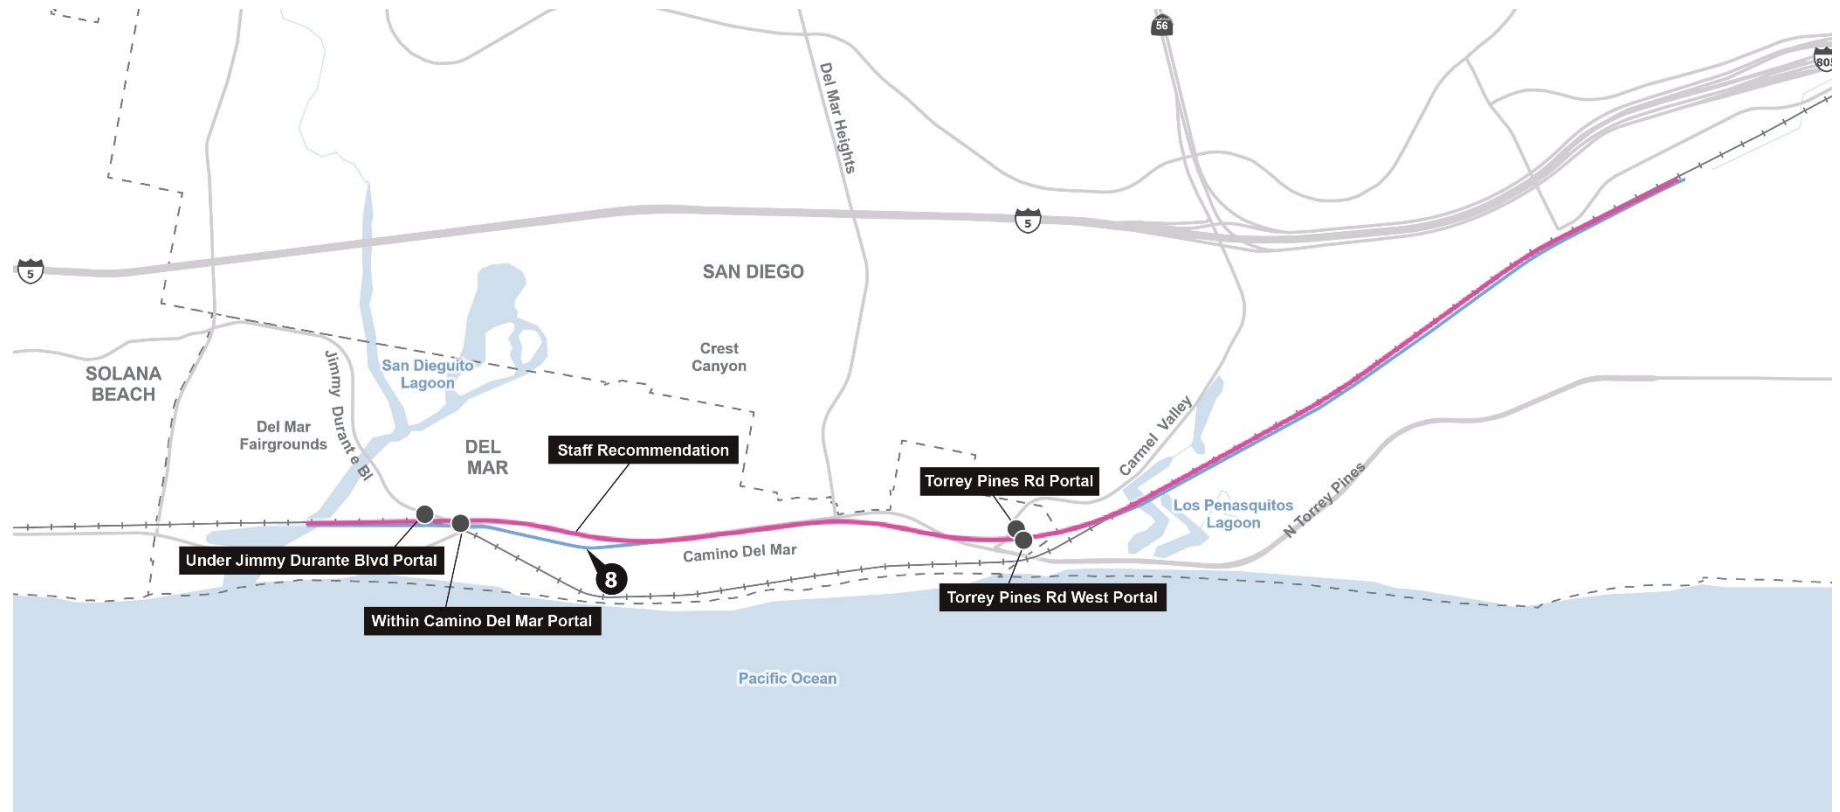 56
805
Del Mar Heights
5
5
SAN DIEGO
Crest
Canyon
SOLANA
BEACH
Jimmy Durante Bl
San Dieguito
Lagoon
Del Mar
Fairgrounds
DEL
MAR
Staff Recommendation
Carmel Valley
Torrey Pines Rd Portal
Los Penasquitos
Lagoon
N Torrey Pines
Under Jimmy Durante Blvd Portal
Camino Del Mar
8
Torrey Pines Rd West Portal
Within Camino Del Mar Portal
Pacific Ocean